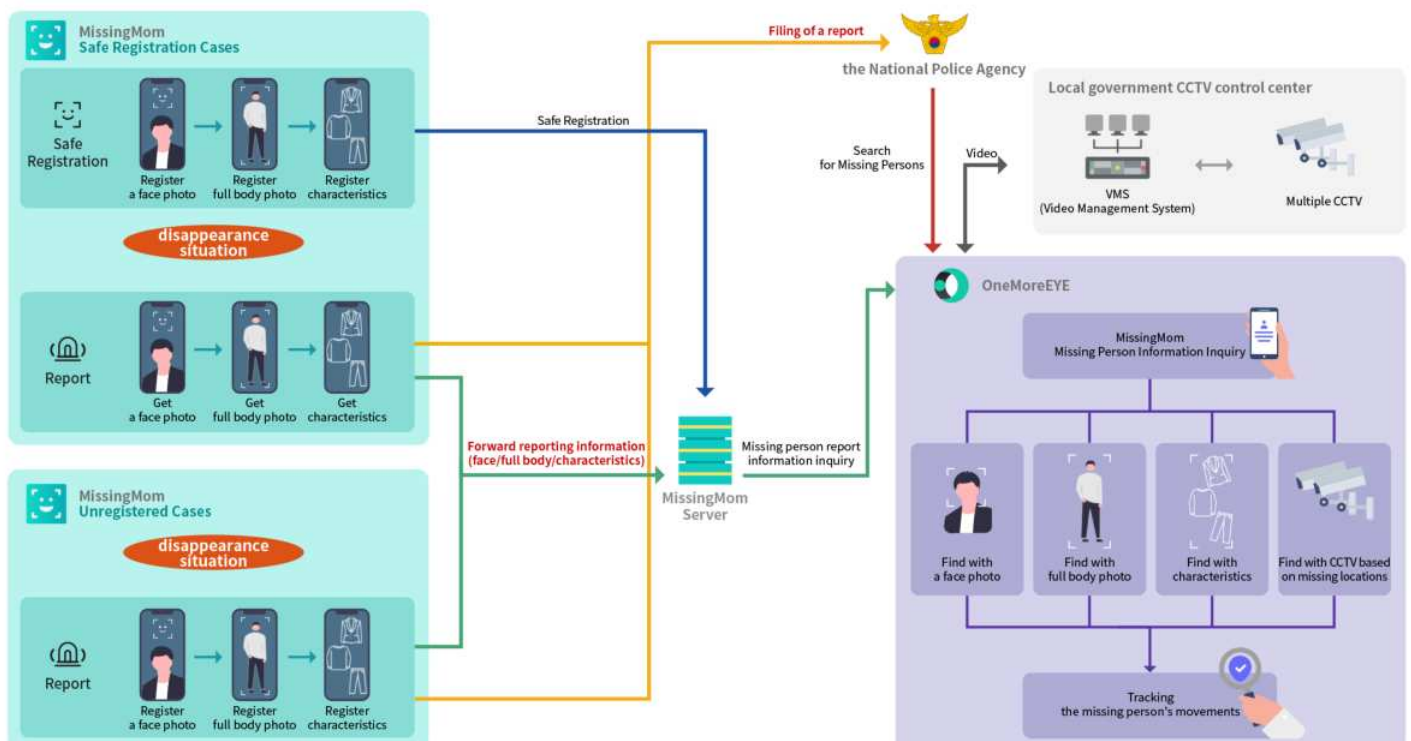 MissingMom
Safe Registration Cases
Safe
Registration
Register
a face photo
Register
full body photo
Register
characteristics
disappearance
situation
Report
Get
a face photo
Get
full body photo
Get
characteristics
MissingMom
Unregistered Cases
disappearance
situation
Report
Register
a face photo
Register
full body photo
Register
characteristics
Filing of a report
Safe Registration
Forward reporting information
(face/full body/characteristics)
MissingMom
Server
Missing person report
information inquiry
the National Police Agency
Search
for Missing Persons
Video
Local government CCTV control center
VMS
(Video Management System)
Multiple CCTV
OneMoreEYE
MissingMom
Missing Person Information Inquiry
Find with
a face photo
Find with
full body photo
Find with
characteristics
Find with CCTV based
on missing locations
Tracking
the missing person's movements